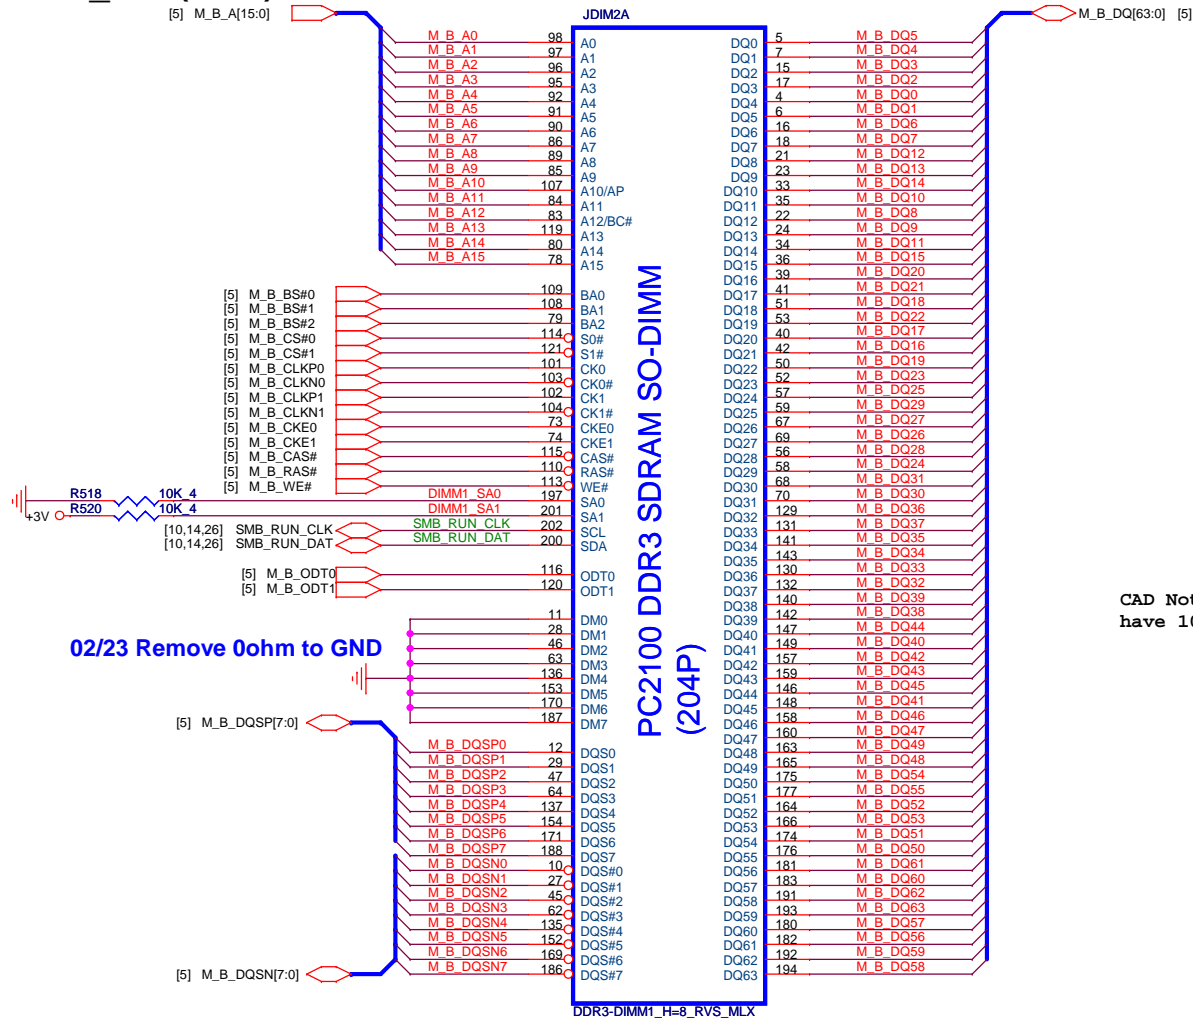 [5] M_B_A[15:0]
JDIM2A
M_B_A0 98 A0
M_B_A1 97 A1
M_B_A2 96 A2
M_B_A3 95 A3
M_B_A4 92 A4
M_B_A5 91 A5
M_B_A6 90 A6
M_B_A7 86 A7
M_B_A8 89 A8
M_B_A9 85 A9
M_B_A10 107 A10/AP
M_B_A11 84 A11
M_B_A12 83 A12/BC#
M_B_A13 119 A13
M_B_A14 80 A14
M_B_A15 78 A15
[5] M_B_BS#0 109 BA0
[5] M_B_BS#1 108 BA1
[5] M_B_BS#2 79 BA2
[5] M_B_CS#0 114 S0#
[5] M_B_CS#1 121 S1#
[5] M_B_CLKP0 101 CK0
[5] M_B_CLKN0 103 CK0#
[5] M_B_CLKP1 102 CK1
[5] M_B_CLKN1 104 CK1#
[5] M_B_CKE0 73 CKE0
[5] M_B_CKE1 74 CKE1
[5] M_B_CAS# 115 CAS#
[5] M_B_RAS# 110 RAS#
[5] M_B_WE# 113 WE#
R518 10K_4 DIMM1_SA0 197 SA0
+3V R520 10K_4 DIMM1_SA1 201 SA1
[10,14,26] SMB_RUN_CLK SMB_RUN_CLK 202 SCL
[10,14,26] SMB_RUN_DAT SMB_RUN_DAT 200 SDA
[5] M_B_ODT0 116 ODT0
[5] M_B_ODT1 120 ODT1
11 DM0
28 DM1
46 DM2
63 DM3
136 DM4
153 DM5
170 DM6
187 DM7
02/23 Remove 0ohm to GND
[5] M_B_DQSP[7:0]
M_B_DQSP0 12 DQS0
M_B_DQSP1 29 DQS1
M_B_DQSP2 47 DQS2
M_B_DQSP3 64 DQS3
M_B_DQSP4 137 DQS4
M_B_DQSP5 154 DQS5
M_B_DQSP6 171 DQS6
M_B_DQSP7 188 DQS7
M_B_DQSN0 10 DQS#0
M_B_DQSN1 27 DQS#1
M_B_DQSN2 45 DQS#2
M_B_DQSN3 62 DQS#3
M_B_DQSN4 135 DQS#4
M_B_DQSN5 152 DQS#5
M_B_DQSN6 169 DQS#6
M_B_DQSN7 186 DQS#7
[5] M_B_DQSN[7:0]
PC2100 DDR3 SDRAM SO-DIMM
(204P)
M_B_DQ[63:0] [5]
DQ0 5 M_B_DQ5
DQ1 7 M_B_DQ4
DQ2 15 M_B_DQ3
DQ3 17 M_B_DQ2
DQ4 4 M_B_DQ0
DQ5 6 M_B_DQ1
DQ6 16 M_B_DQ6
DQ7 18 M_B_DQ7
DQ8 21 M_B_DQ12
DQ9 23 M_B_DQ13
DQ10 33 M_B_DQ14
DQ11 35 M_B_DQ10
DQ12 22 M_B_DQ8
DQ13 24 M_B_DQ9
DQ14 34 M_B_DQ11
DQ15 36 M_B_DQ15
DQ16 39 M_B_DQ20
DQ17 41 M_B_DQ21
DQ18 51 M_B_DQ18
DQ19 53 M_B_DQ22
DQ20 40 M_B_DQ17
DQ21 42 M_B_DQ16
DQ22 50 M_B_DQ19
DQ23 52 M_B_DQ23
DQ24 57 M_B_DQ25
DQ25 59 M_B_DQ29
DQ26 67 M_B_DQ27
DQ27 69 M_B_DQ26
DQ28 56 M_B_DQ28
DQ29 58 M_B_DQ24
DQ30 68 M_B_DQ31
DQ31 70 M_B_DQ30
DQ32 129 M_B_DQ36
DQ33 131 M_B_DQ37
DQ34 141 M_B_DQ35
DQ35 143 M_B_DQ34
DQ36 130 M_B_DQ33
DQ37 132 M_B_DQ32
DQ38 140 M_B_DQ39
DQ39 142 M_B_DQ38
DQ40 147 M_B_DQ44
DQ41 149 M_B_DQ40
DQ42 157 M_B_DQ42
DQ43 159 M_B_DQ43
DQ44 146 M_B_DQ45
DQ45 148 M_B_DQ41
DQ46 158 M_B_DQ46
DQ47 160 M_B_DQ47
DQ48 163 M_B_DQ49
DQ49 165 M_B_DQ48
DQ50 175 M_B_DQ54
DQ51 177 M_B_DQ55
DQ52 164 M_B_DQ52
DQ53 166 M_B_DQ53
DQ54 174 M_B_DQ51
DQ55 176 M_B_DQ50
DQ56 181 M_B_DQ61
DQ57 183 M_B_DQ60
DQ58 191 M_B_DQ62
DQ59 193 M_B_DQ63
DQ60 180 M_B_DQ57
DQ61 182 M_B_DQ56
DQ62 192 M_B_DQ59
DQ63 194 M_B_DQ58
DDR3-DIMM1_H=8_RVS_MLX
CAD Not
have 10